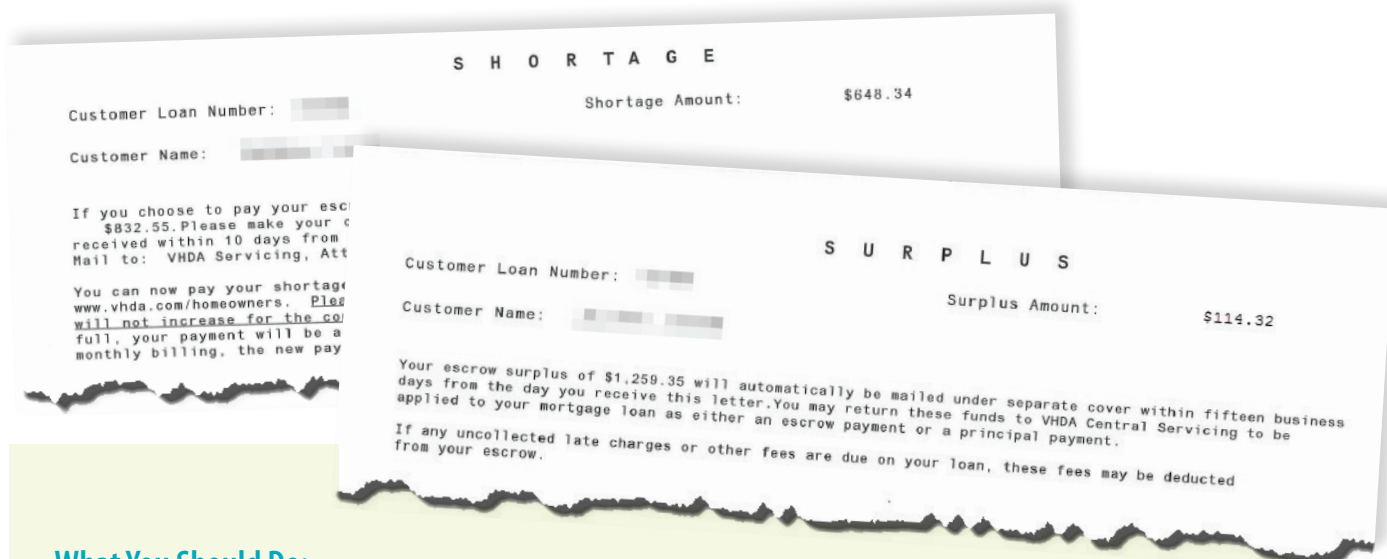 S H O R T A G E
Customer Loan Number:
Shortage Amount: $648.34
Customer Name:
If you choose to pay your
$832.55.Please make your
received within 10 days from
Mail to: VHDA Servicing,
You can now pay your shortage
www.vhda.com/homeowners.
will not increase for the
full, your payment will be a
monthly billing, the new pay
S U R P L U S
Customer Loan Number:
Surplus Amount: $114.32
Customer Name:
Your escrow surplus of $1,259.35 will automatically be mailed under separate cover within fifteen business
days from the day you receive this letter.You may return these funds to VHDA Central Servicing to be
applied to your mortgage loan as either an escrow payment or a principal payment.
If any uncollected late charges or other fees are due on your loan, these fees may be deducted
from your escrow.
What You Should Do: